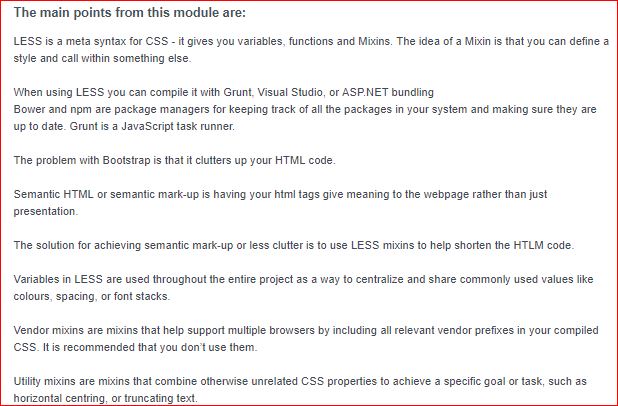 The main points from this module are:
LESS is a meta syntax for CSS - it gives you variables, functions and Mixins. The idea of a Mixin is that you can define a
style and call within something else.
When using LESS you can compile it with Grunt, Visual Studio, or ASP.NET bundling
Bower and npm are package managers for keeping track of all the packages in your system and making sure they are
up to date. Grunt is a JavaScript task runner.
The problem with Bootstrap is that it clutters up your HTML code.
Semantic HTML or semantic mark-up is having your html tags give meaning to the webpage rather than just
presentation.
The solution for achieving semantic mark-up or less clutter is to use LESS mixins to help shorten the HTLM code.
Variables in LESS are used throughout the entire project as a way to centralize and share commonly used values like
colours, spacing, or font stacks.
Vendor mixins are mixins that help support multiple browsers by including all relevant vendor prefixes in your compiled
CSS. It is recommended that you don't use them.
Utility mixins are mixins that combine otherwise unrelated CSS properties to achieve a specific goal or task, such as
horizontal centring, or truncating text.